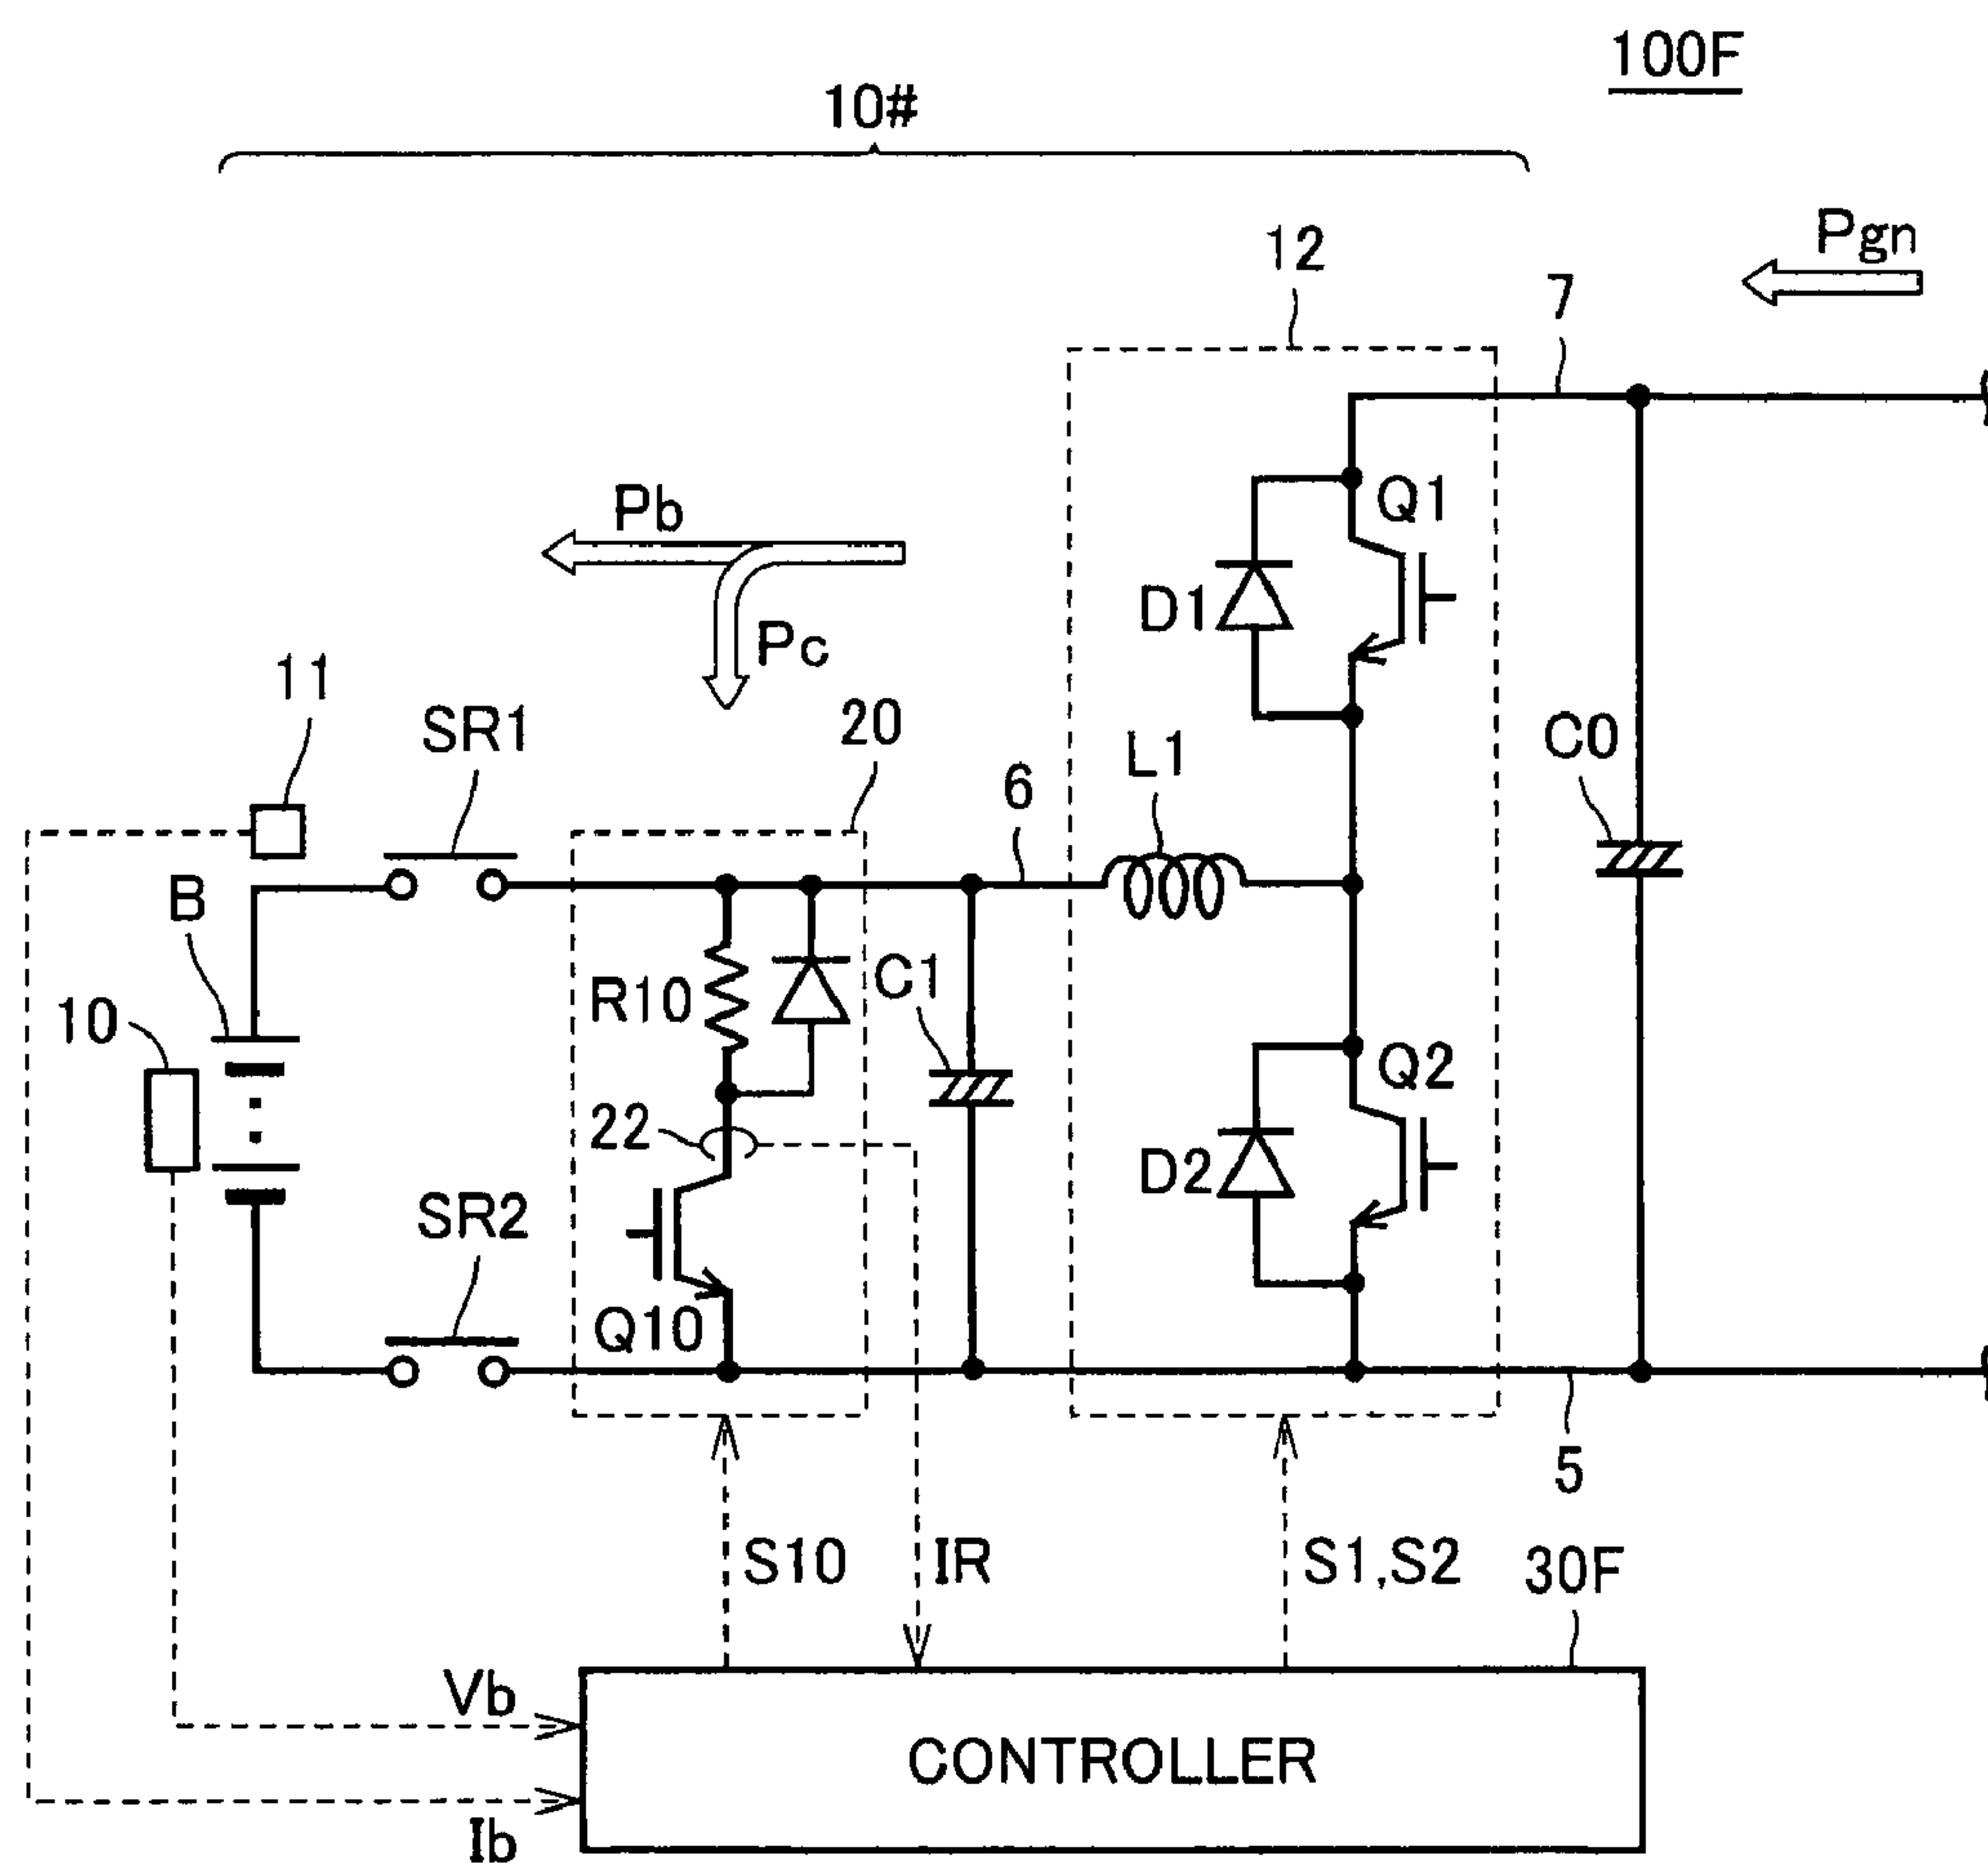 100F
10#
Pgn
12
7
Pb
Q1
D1
Pc
11
SR1
20
L1
C0
6
B
C1
R10
10
Q2
22
D2
SR2
Q10
5
S10
IR
S1,S2
30F
Vb
CONTROLLER
Ib